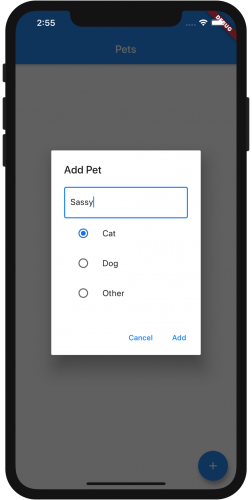 2:55
DEBUG
Pets
Add Pet
Sassy
Cat
Dog
Other
Cancel Add